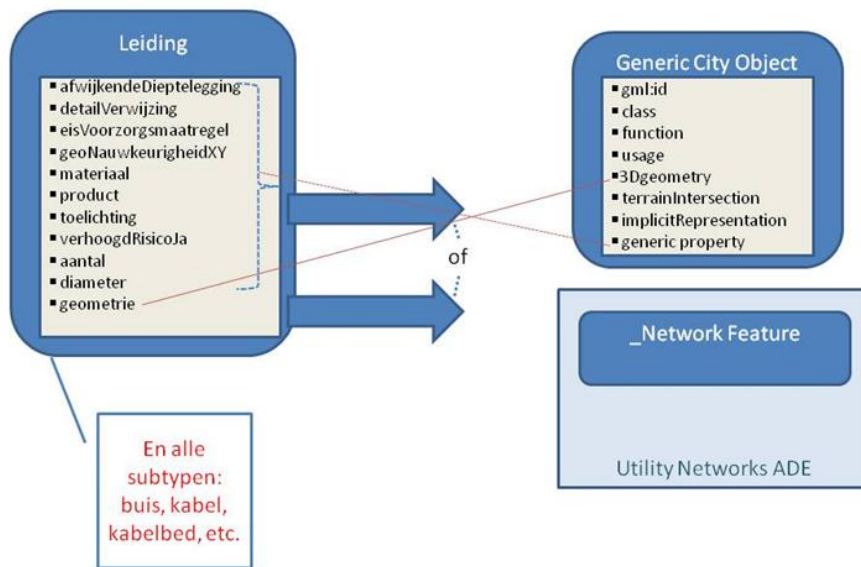 Leiding
▪ afwijkendeDieptelegging
▪ detailVerwijzing
▪ eisVoorzorgsmaatregel
▪ geoNauwkeurigheidXY
▪ materiaal
▪ product
▪ toelichting
▪ verhoogdRisicoJa
▪ aantal
▪ diameter
▪ geometrie
of
Generic City Object
▪ gml:id
▪ class
▪ function
▪ usage
▪ 3Dgeometry
▪ terrainIntersection
▪ implicitRepresentation
▪ generic property
_Network Feature
Utility Networks ADE
En alle
subtypen:
buis, kabel,
kabelbed, etc.